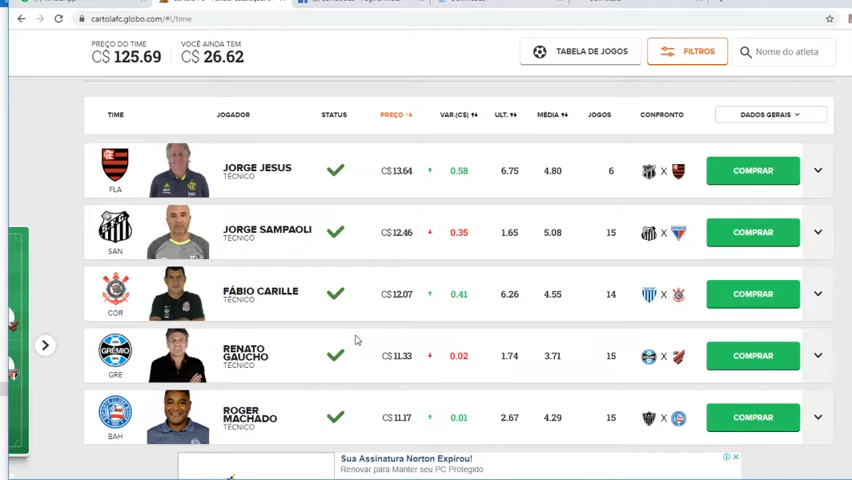 cartolafc.globo.com/#!/time
PREÇO DO TIME
C$ 125.69
VOCÊ AINDA TEM
C$ 26.62
TABELA DE JOGOS
FILTROS
Nome do atleta
TIME JOGADOR STATUS PREÇO VAR.(C$) ULT. MÉDIA JOGOS CONFRONTO DADOS GERAIS
FLA JORGE JESUS C$ 13.64 0.58 6.75 4.80 6 X COMPRAR
TÉCNICO
SAN JORGE SAMPAOLI C$ 12.46 0.35 1.65 5.08 15 X COMPRAR
TÉCNICO
COR FÁBIO CARILLE C$ 12.07 0.41 6.26 4.55 14 X COMPRAR
TÉCNICO
GRE RENATO GAUCHO C$ 11.33 0.02 1.74 3.71 15 X COMPRAR
TÉCNICO
BAH ROGER MACHADO C$ 11.17 0.01 2.67 4.29 15 X COMPRAR
TÉCNICO
Sua Assinatura Norton Expirou!
Renovar para Manter seu PC Protegido